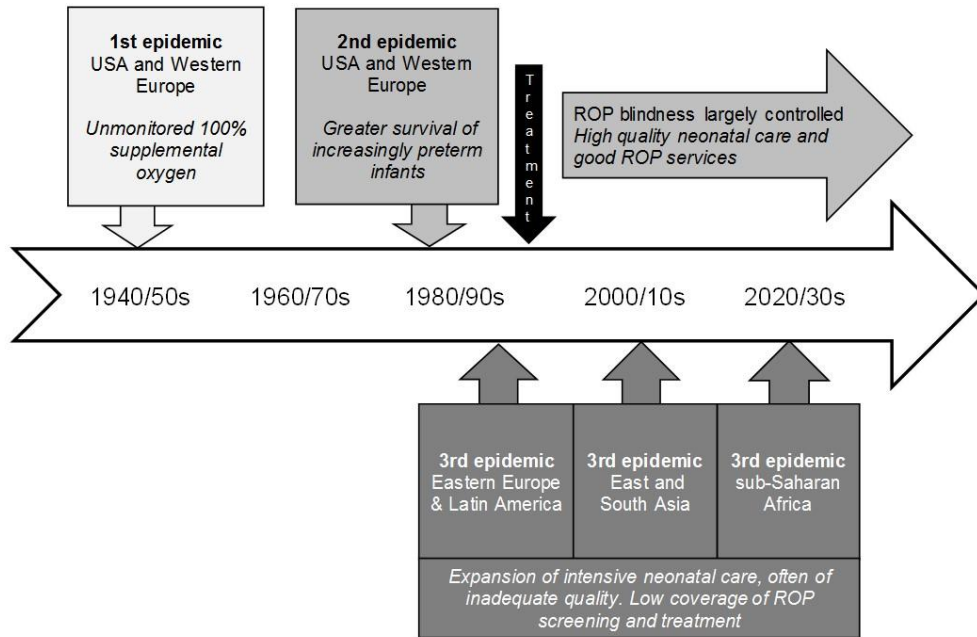 1st epidemic
USA and Western
Europe
Unmonitored 100%
supplemental
oxygen
2nd epidemic
USA and Western
Europe
Greater survival of
increasingly preterm
infants
Treatment
ROP blindness largely controlled
High quality neonatal care and
good ROP services
1940/50s 1960/70s 1980/90s 2000/10s 2020/30s
3rd epidemic
Eastern Europe
& Latin America
3rd epidemic
East and
South Asia
3rd epidemic
sub-Saharan
Africa
Expansion of intensive neonatal care, often of
inadequate quality. Low coverage of ROP
screening and treatment